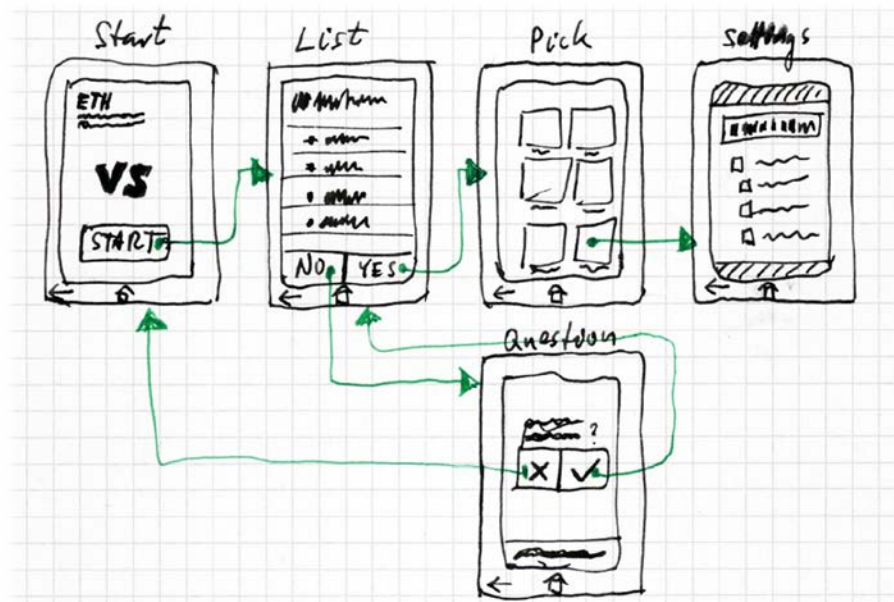 Start
List
Pick
Settings
ETH
VS
START
NO
YES
Question
?